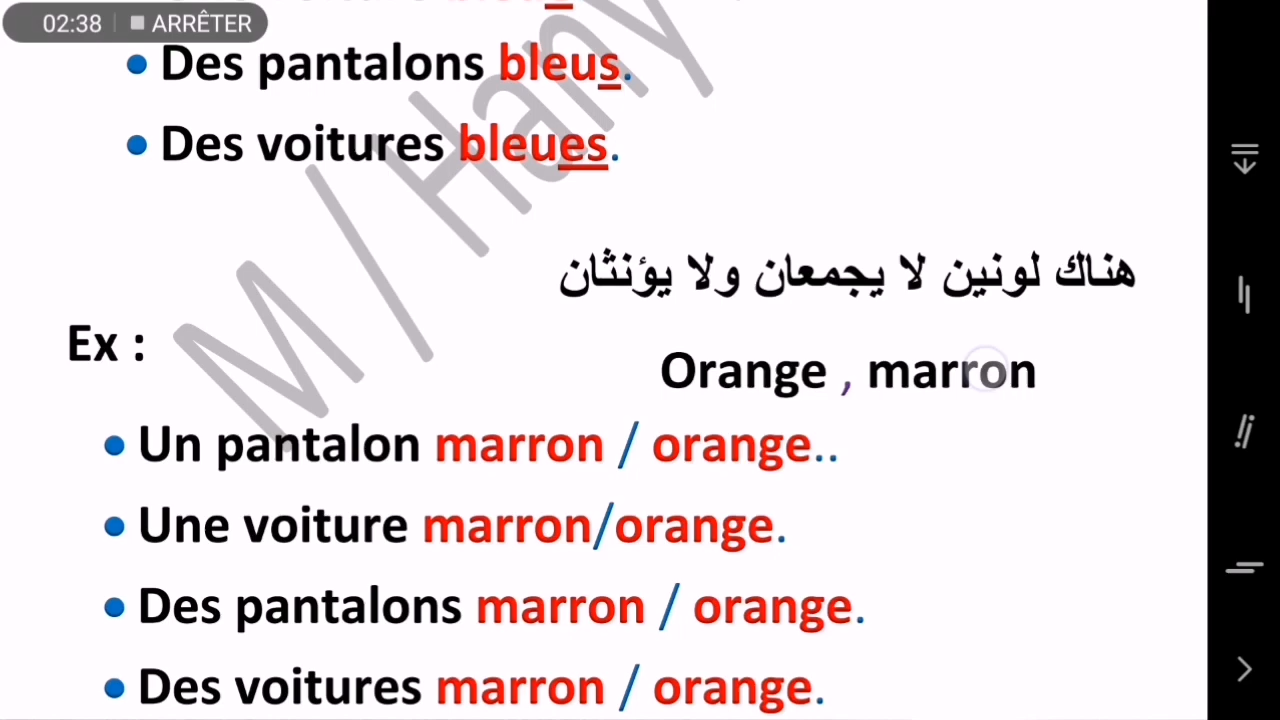 02:38 ARRÊTER
• Des pantalons bleus.
• Des voitures bleues.
هناك لونين لا يجمعان ولا يؤنثان
Ex :
Orange , marron
• Un pantalon marron / orange..
• Une voiture marron/orange.
• Des pantalons marron / orange.
• Des voitures marron / orange.
M / Hany